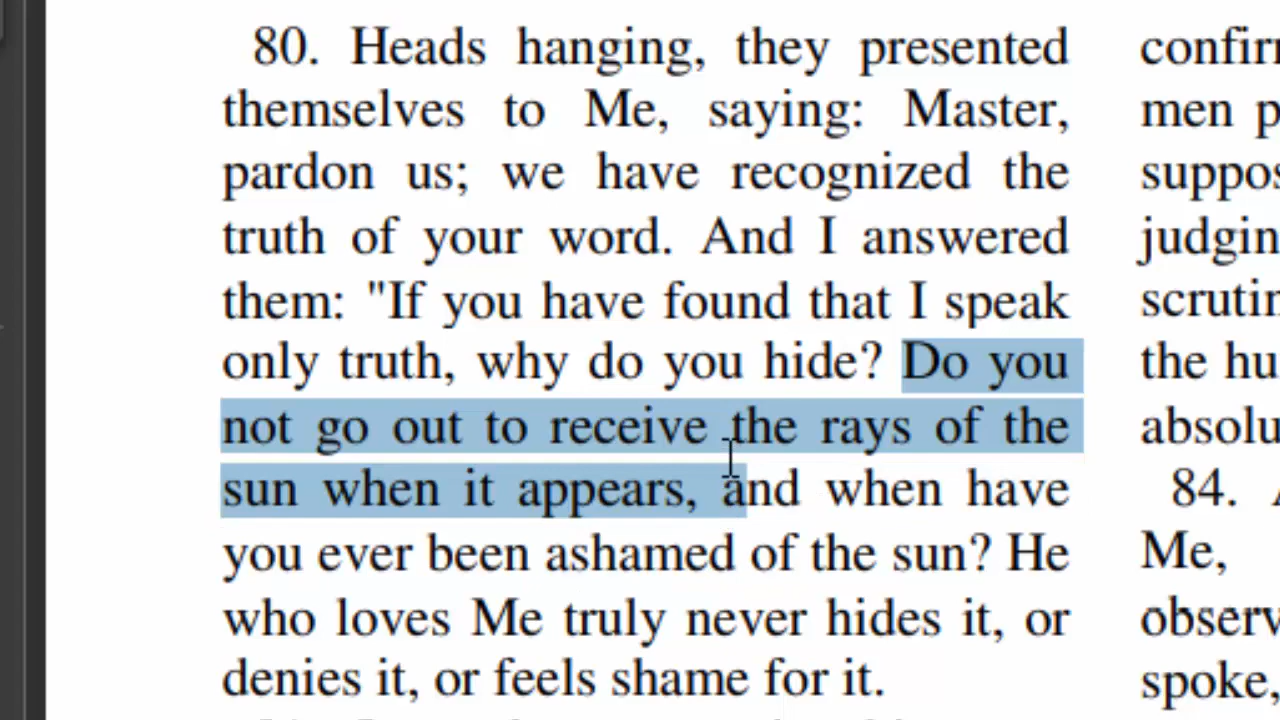 80. Heads hanging, they presented
themselves to Me, saying: Master,
pardon us; we have recognized the
truth of your word. And I answered
them: "If you have found that I speak
only truth, why do you hide? Do you
not go out to receive the rays of the
sun when it appears, and when have
you ever been ashamed of the sun? He
who loves Me truly never hides it, or
denies it, or feels shame for it.
men
the
84.
Me,
spoke,